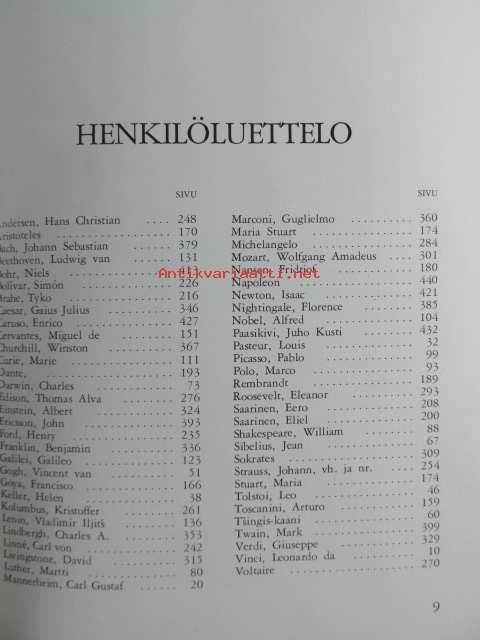 HENKILÖLUETTELO
SIVU
Andersen, Hans Christian .... 248
Aristoteles .... 170
Bach, Johann Sebastian .... 379
Beethoven, Ludwig van .... 131
Bohr, Niels ....
Bolívar, Simón .... 226
Brahe, Tyko .... 216
Caesar, Gaius Julius .... 346
Caruso, Enrico .... 427
Cervantes, Miguel de .... 151
Churchill, Winston .... 367
Curie, Marie .... 111
Dante, .... 193
Darwin, Charles .... 73
Edison, Thomas Alva .... 276
Einstein, Albert .... 324
Ericson, John .... 393
Ford, Henry .... 235
Franklin, Benjamin .... 336
Galilei, Galileo .... 123
Gogh, Vincent van .... 51
Goya, Francisco .... 166
Keller, Helen .... 38
Kolumbus, Kristoffer .... 261
Lenin, Vladimir Iljitš .... 136
Lindbergh, Charles A. .... 353
Linné, Carl von .... 242
Livingstone, David .... 315
Luther, Martti .... 80
Mannerheim, Carl Gustaf .... 20
SIVU
Marconi, Guglielmo .... 360
Maria Stuart .... 174
Michelangelo .... 284
Mozart, Wolfgang Amadeus .... 301
Nansen, Fridtjof .... 180
Napoleon .... 440
Newton, Isaac .... 421
Nightingale, Florence .... 385
Nobel, Alfred .... 104
Paasikivi, Juho Kusti .... 432
Pasteur, Louis .... 32
Picasso, Pablo .... 99
Polo, Marco .... 93
Rembrandt .... 189
Roosevelt, Eleanor .... 293
Saarinen, Eero .... 208
Saarinen, Eliel .... 200
Shakespeare, William .... 88
Sibelius, Jean .... 67
Sokrates .... 309
Strauss, Johann, vh. ja nr. .... 254
Stuart, Maria .... 174
Tolstoi, Leo .... 46
Toscanini, Arturo .... 159
Tšingis-kaani .... 60
Twain, Mark .... 399
Verdi, Giuseppe .... 329
Vinci, Leonardo da .... 10
Voltaire .... 270
Antikvariaatti.net
9